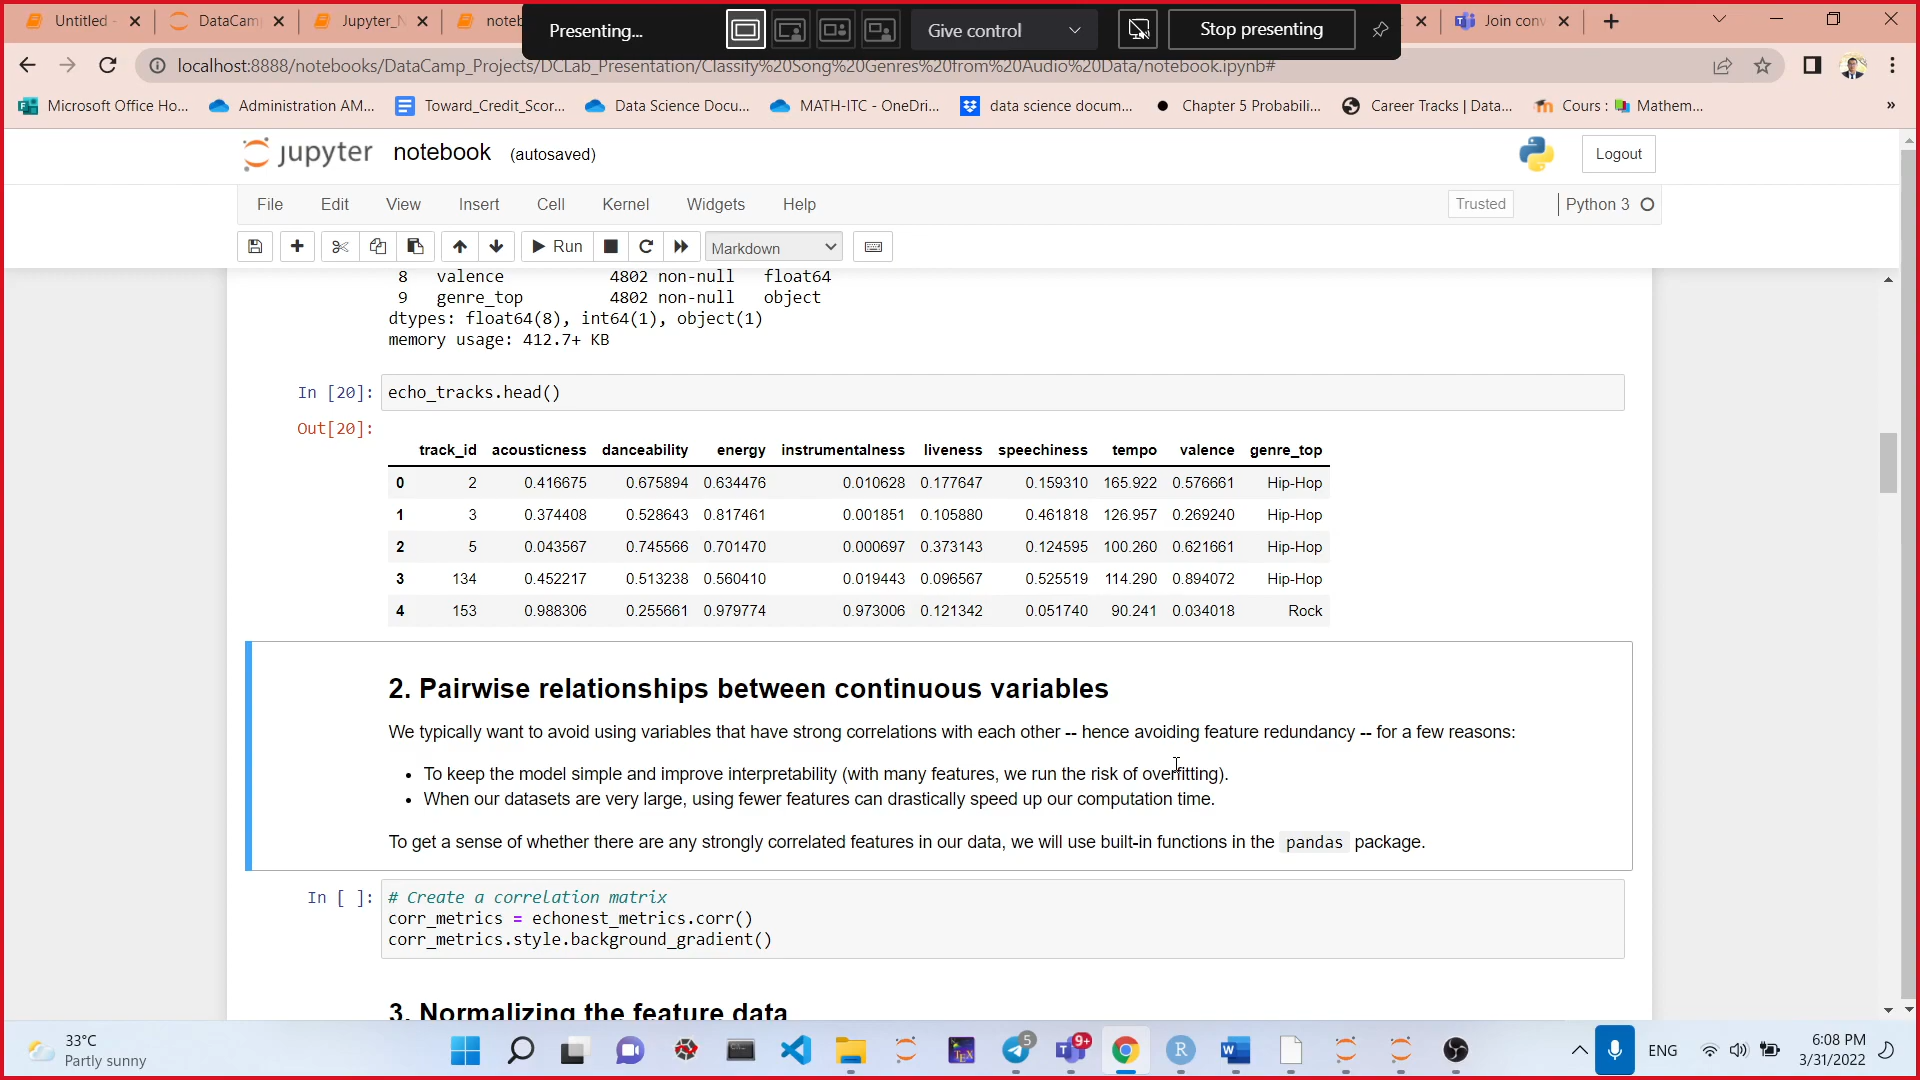 Untitled -
DataCamp
Jupyter_N
noteb
Presenting...
Give control
Stop presenting
Join conv
localhost:8888/notebooks/DataCamp_Projects/DCLab_Presentation/Classify%20Song%20Genres%20from%20Audio%20Data/notebook.ipynb#
Microsoft Office Ho...
Administration AM...
Toward_Credit_Scor...
Data Science Docu...
MATH-ITC - OneDri...
data science docum...
Chapter 5 Probabili...
Career Tracks | Data...
Cours : Mathem...
»
jupyter notebook (autosaved)
Logout
File Edit View Insert Cell Kernel Widgets Help
Trusted
Python 3
Run
Markdown
8 valence 4802 non-null float64
9 genre_top 4802 non-null object
dtypes: float64(8), int64(1), object(1)
memory usage: 412.7+ KB
In [20]: echo_tracks.head()
Out[20]:
track_id acousticness danceability energy instrumentalness liveness speechiness tempo valence genre_top
0 2 0.416675 0.675894 0.634476 0.010628 0.177647 0.159310 165.922 0.576661 Hip-Hop
1 3 0.374408 0.528643 0.817461 0.001851 0.105880 0.461818 126.957 0.269240 Hip-Hop
2 5 0.043567 0.745566 0.701470 0.000697 0.373143 0.124595 100.260 0.621661 Hip-Hop
3 134 0.452217 0.513238 0.560410 0.019443 0.096567 0.525519 114.290 0.894072 Hip-Hop
4 153 0.988306 0.255661 0.979774 0.973006 0.121342 0.051740 90.241 0.034018 Rock
2. Pairwise relationships between continuous variables
We typically want to avoid using variables that have strong correlations with each other -- hence avoiding feature redundancy -- for a few reasons:
• To keep the model simple and improve interpretability (with many features, we run the risk of overfitting).
• When our datasets are very large, using fewer features can drastically speed up our computation time.
To get a sense of whether there are any strongly correlated features in our data, we will use built-in functions in the pandas package.
In [ ]: # Create a correlation matrix
corr_metrics = echonest_metrics.corr()
corr_metrics.style.background_gradient()
3. Normalizing the feature data
33°C
Partly sunny
TEX
5
9+
R
W
ENG
6:08 PM
3/31/2022